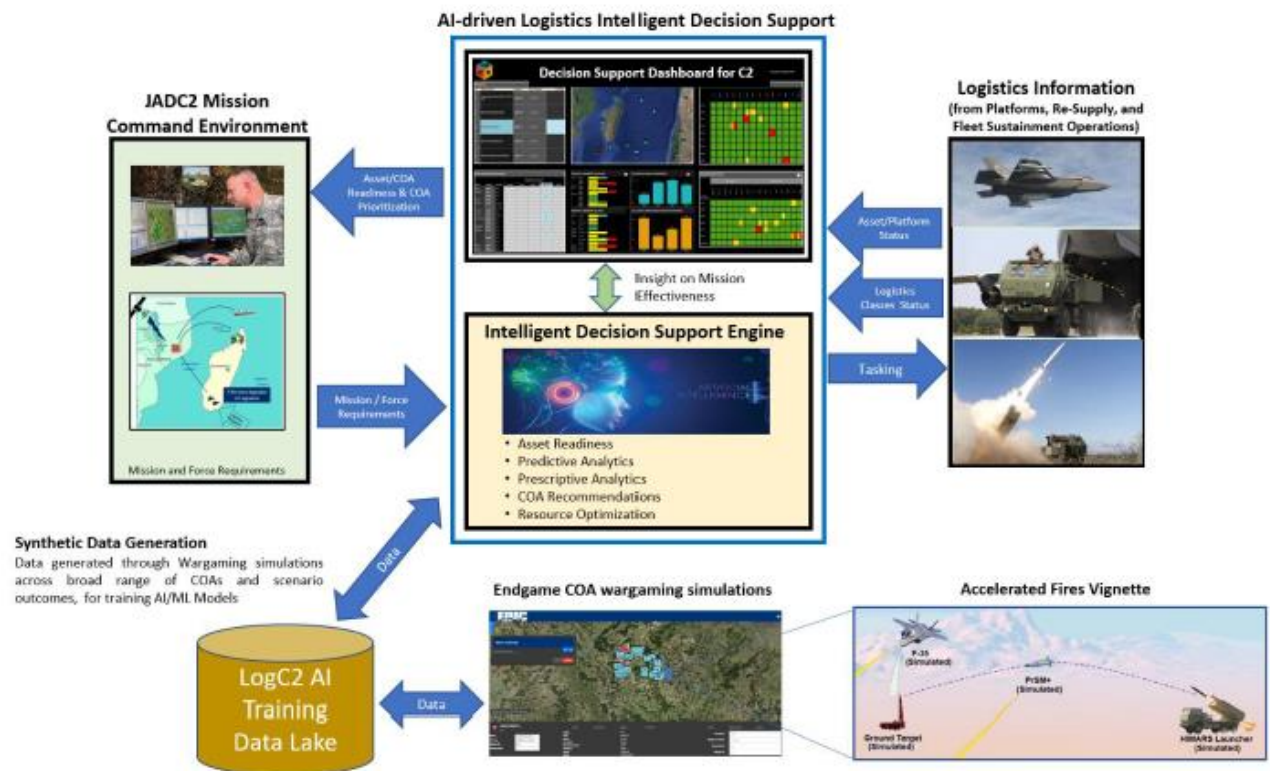 AI-driven Logistics Intelligent Decision Support
Decision Support Dashboard for C2
JADC2 Mission
Command Environment
Asset/COA
Readiness & COA
Prioritization
Mission / Force
Requirements
Mission and Force Requirements
Insight on Mission
Effectiveness
Intelligent Decision Support Engine
ARTIFICIAL
INTELLIGENCE
• Asset Readiness
• Predictive Analytics
• Prescriptive Analytics
• COA Recommendations
• Resource Optimization
Logistics Information
(from Platforms, Re-Supply, and
Fleet Sustainment Operations)
Asset/Platform
Status
Logistics
Classes Status
Tasking
Synthetic Data Generation
Data generated through Wargaming simulations
across broad range of COAs and scenario
outcomes, for training AI/ML Models
Data
LogC2 AI
Training
Data Lake
Data
Endgame COA wargaming simulations
Accelerated Fires Vignette
F-35
(Simulated)
PrSM+
(Simulated)
Ground Target
(Simulated)
HIMARS Launcher
(Simulated)